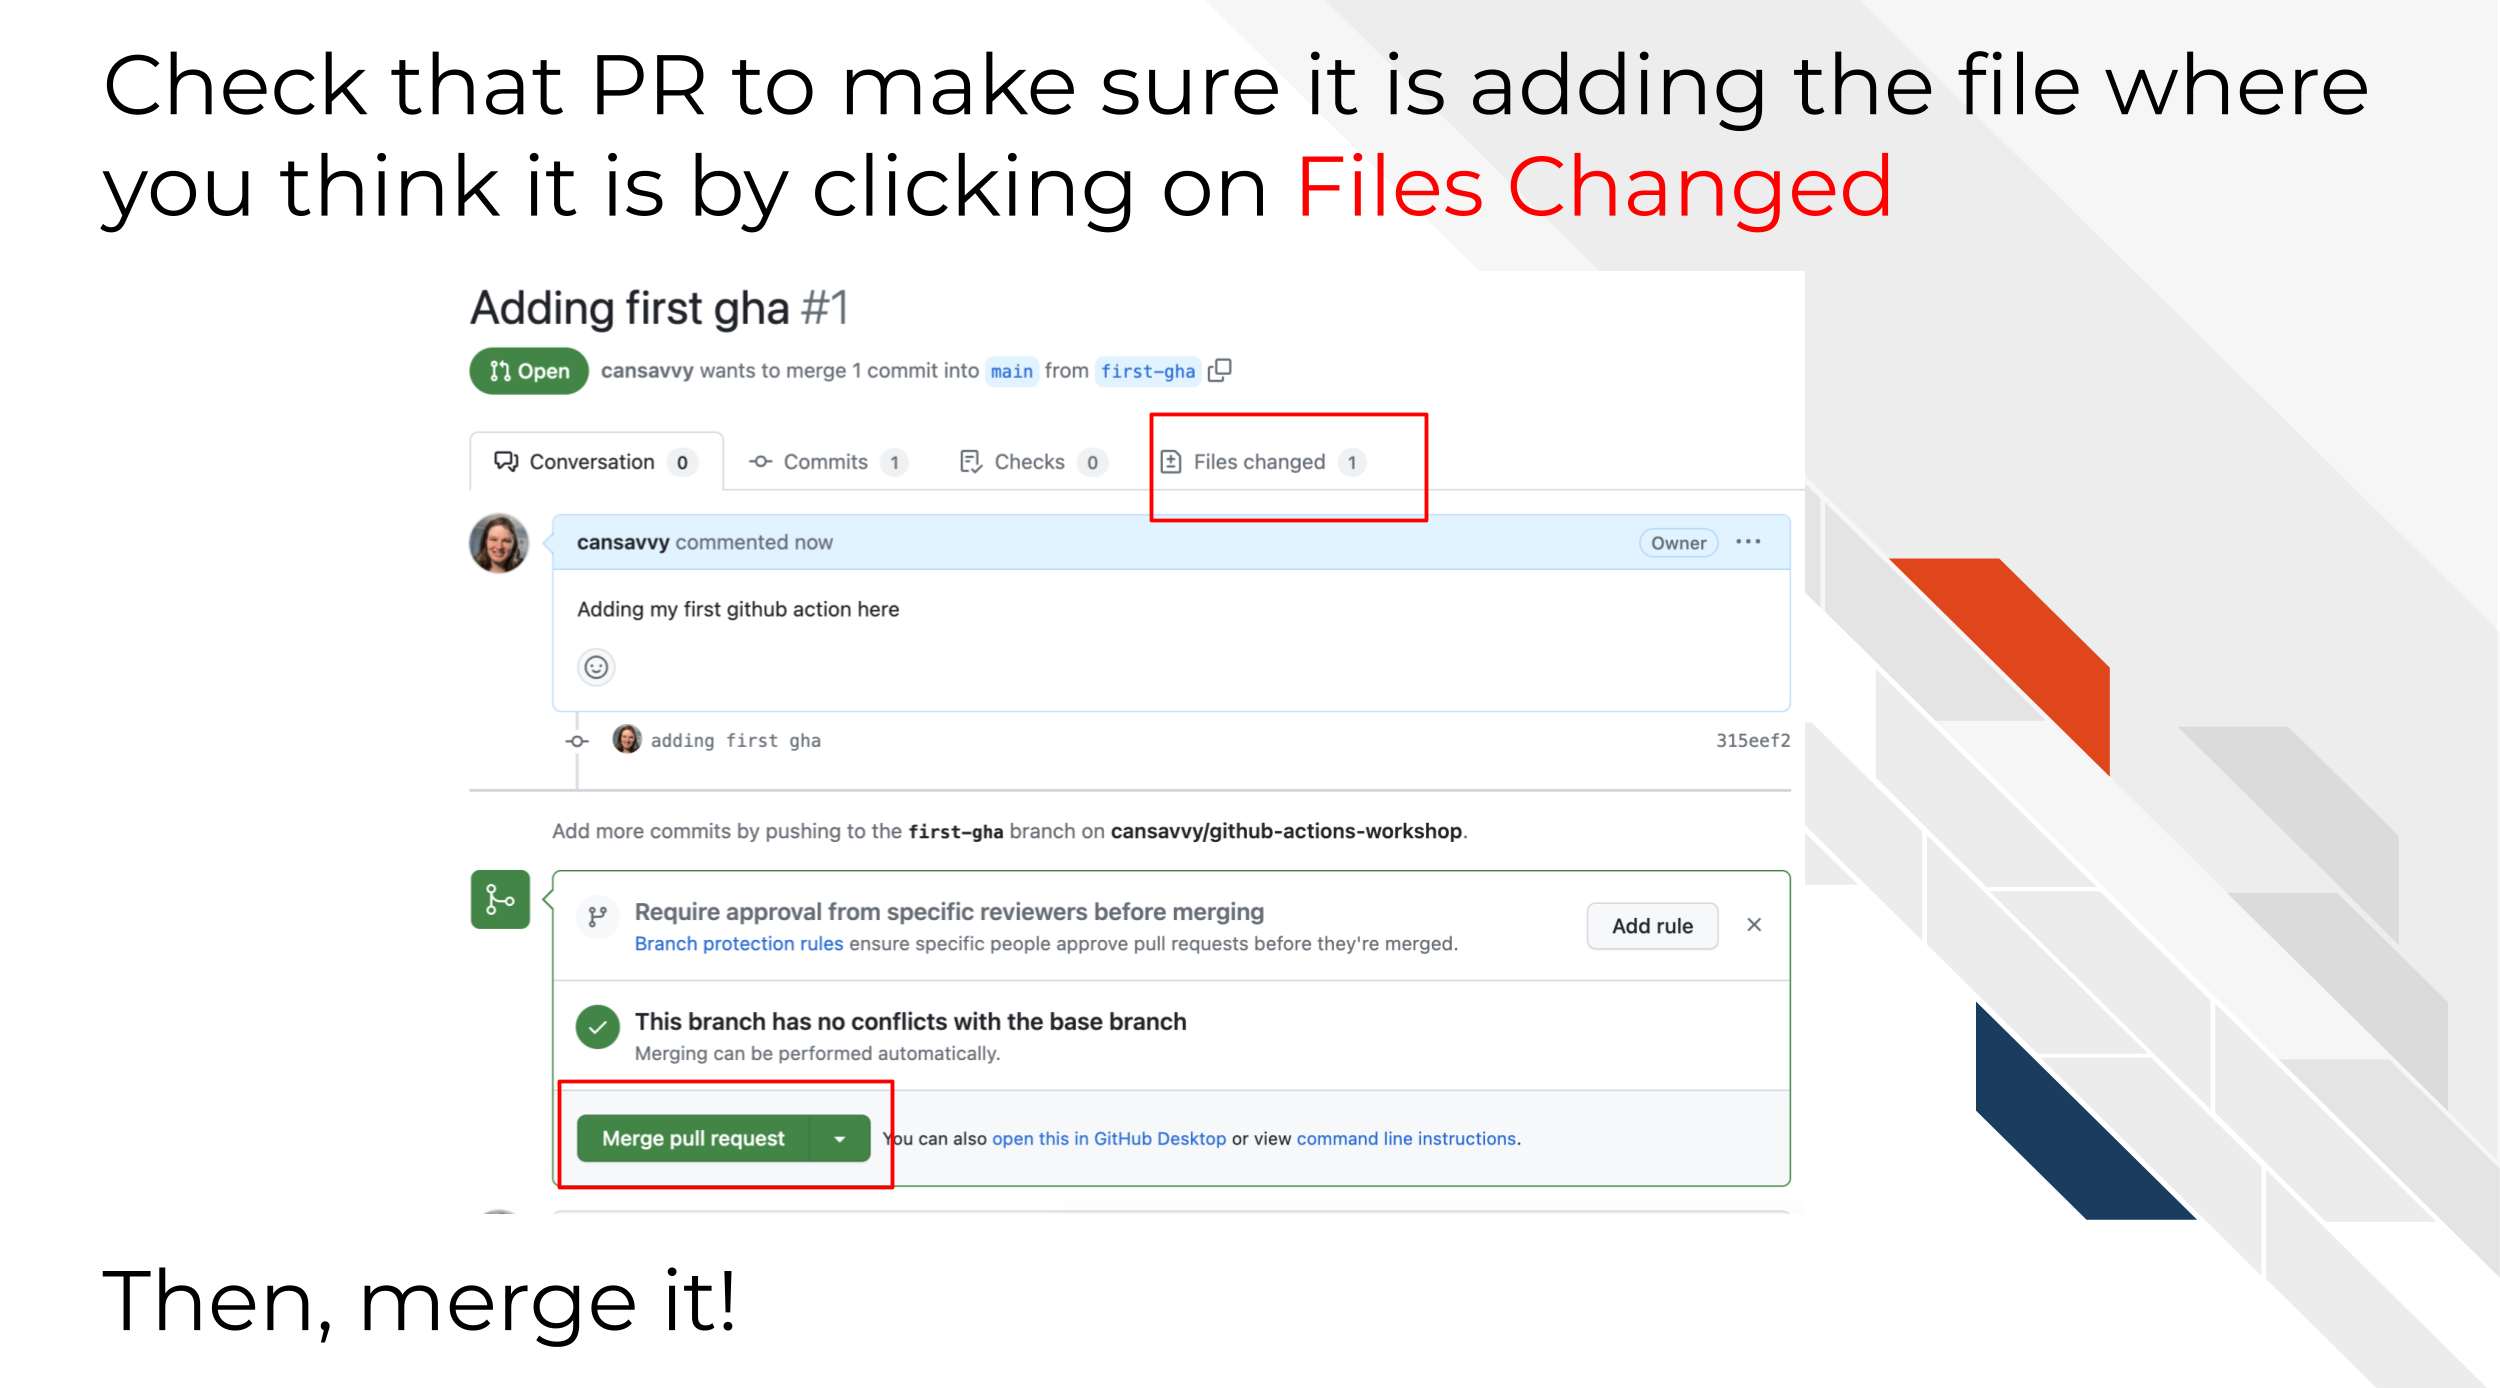 Check that PR to make sure it is adding the file where
you think it is by clicking on Files Changed
Adding first gha #1
Open cansavvy wants to merge 1 commit into main from first-gha
Conversation 0 Commits 1 Checks 0 Files changed 1
cansavvy commented now Owner
Adding my first github action here
adding first gha 315eef2
Add more commits by pushing to the first-gha branch on cansavvy/github-actions-workshop.
Require approval from specific reviewers before merging
Add rule
Branch protection rules ensure specific people approve pull requests before they're merged.
This branch has no conflicts with the base branch
Merging can be performed automatically.
Merge pull request You can also open this in GitHub Desktop or view command line instructions.
Then, merge it!